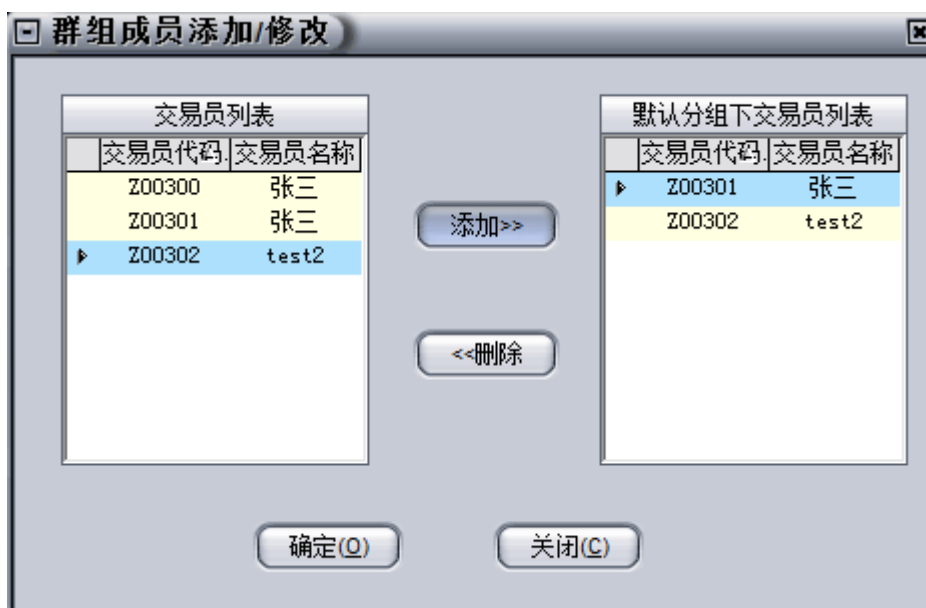 群组成员添加/修改
交易员列表
交易员代码 交易员名称
Z00300 张三
Z00301 张三
Z00302 test2
添加>>
<<删除
默认分组下交易员列表
交易员代码 交易员名称
Z00301 张三
Z00302 test2
确定(O) 关闭(C)